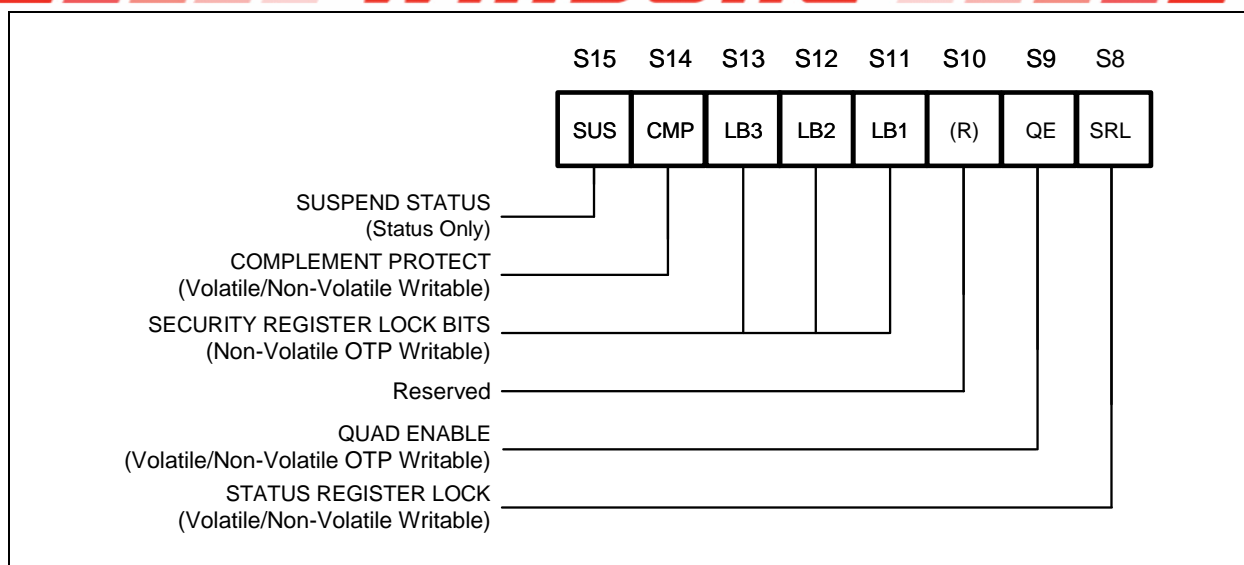 S15 S14 S13 S12 S11 S10 S9 S8
SUS CMP LB3 LB2 LB1 (R) QE SRL
SUSPEND STATUS
(Status Only)
COMPLEMENT PROTECT
(Volatile/Non-Volatile Writable)
SECURITY REGISTER LOCK BITS
(Non-Volatile OTP Writable)
Reserved
QUAD ENABLE
(Volatile/Non-Volatile OTP Writable)
STATUS REGISTER LOCK
(Volatile/Non-Volatile Writable)